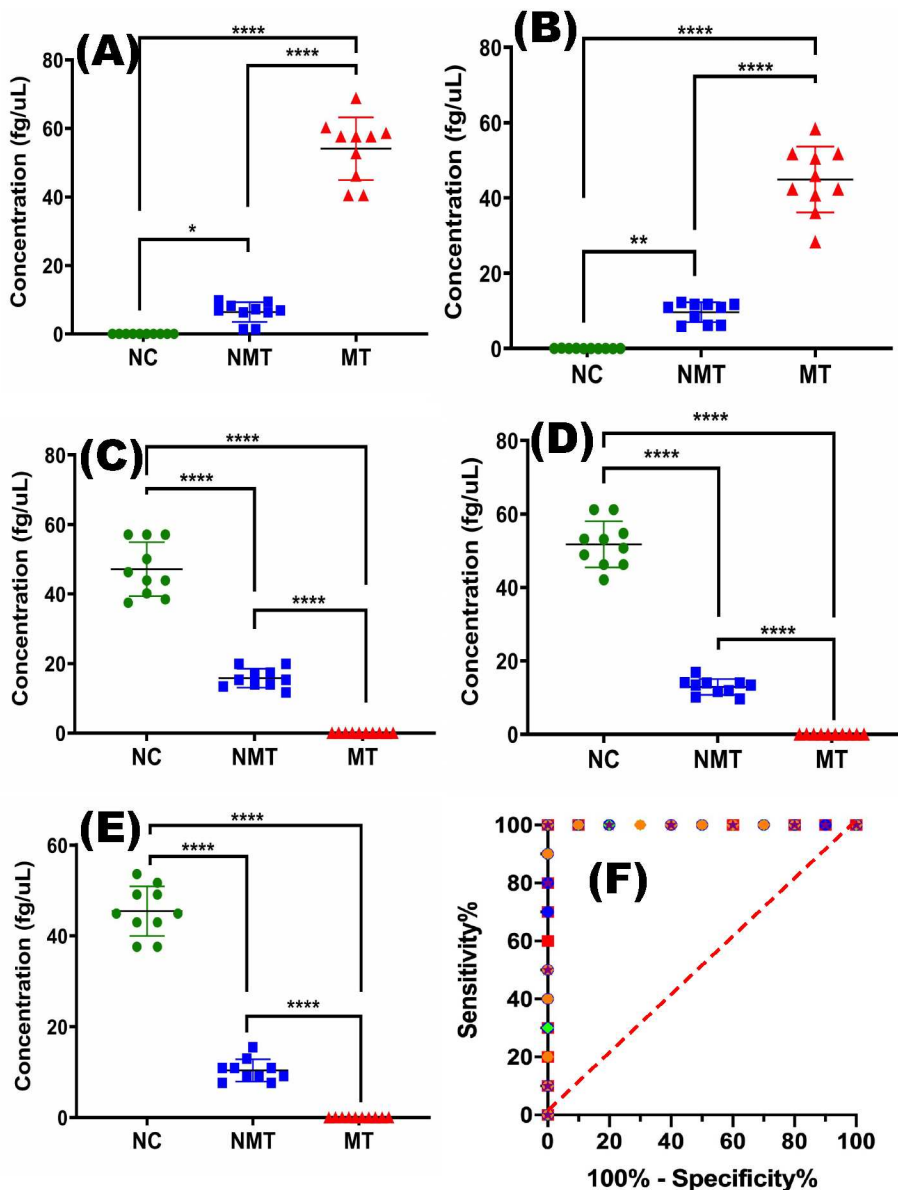 (A)
****
****
*
Concentration (fg/uL)
80
60
40
20
0
NC NMT MT
(B)
****
****
**
Concentration (fg/uL)
80
60
40
20
0
NC NMT MT
(C)
****
****
****
Concentration (fg/uL)
80
60
40
20
0
NC NMT MT
(D)
****
****
****
Concentration (fg/uL)
80
60
40
20
0
NC NMT MT
(E)
****
****
****
Concentration (fg/uL)
60
40
20
0
NC NMT MT
(F)
Sensitivity%
100
80
60
40
20
0
0 20 40 60 80 100
100% - Specificity%